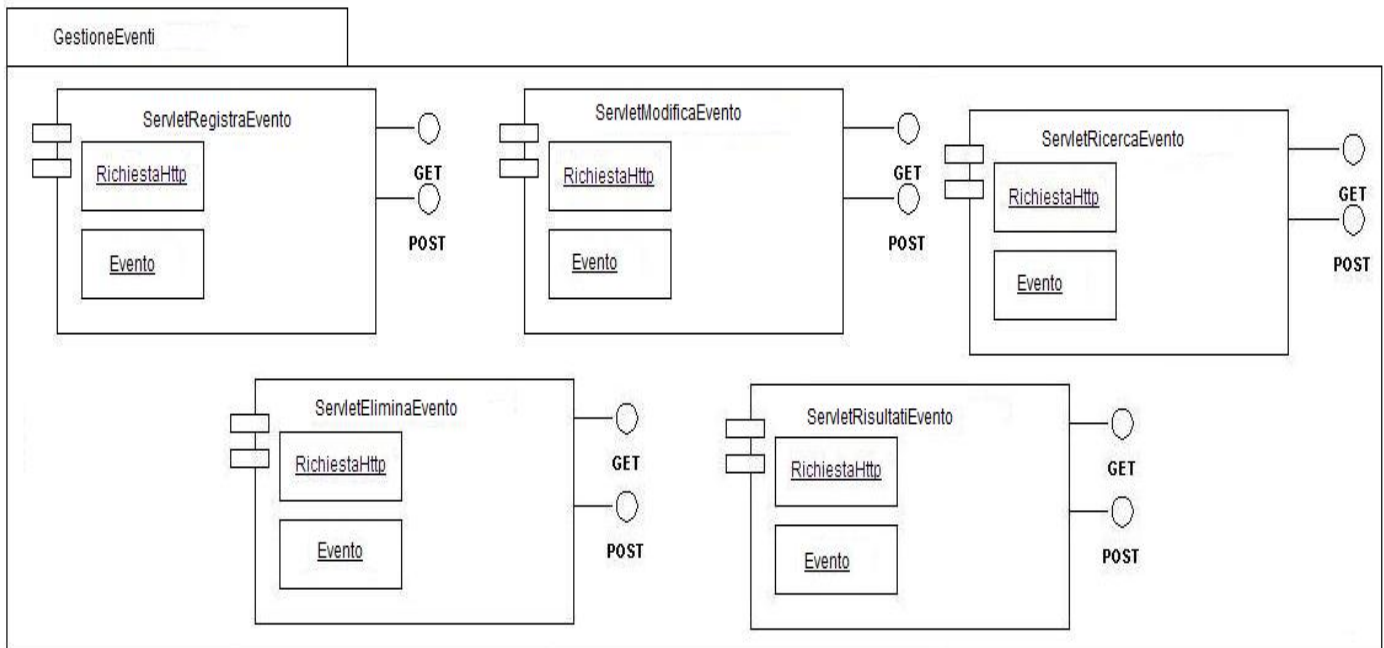 GestioneEventi
ServletRegistraEvento
RichiestaHttp
Evento
GET
POST
ServletModificaEvento
RichiestaHttp
Evento
GET
POST
ServletRicercaEvento
RichiestaHttp
Evento
GET
POST
ServletEliminaEvento
RichiestaHttp
Evento
GET
POST
ServletRisultatiEvento
RichiestaHttp
Evento
GET
POST